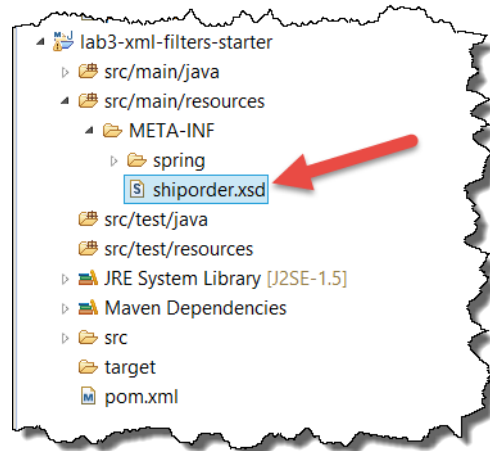 lab3-xml-filters-starter
src/main/java
src/main/resources
META-INF
spring
shiporder.xsd
src/test/java
src/test/resources
JRE System Library [J2SE-1.5]
Maven Dependencies
src
target
pom.xml